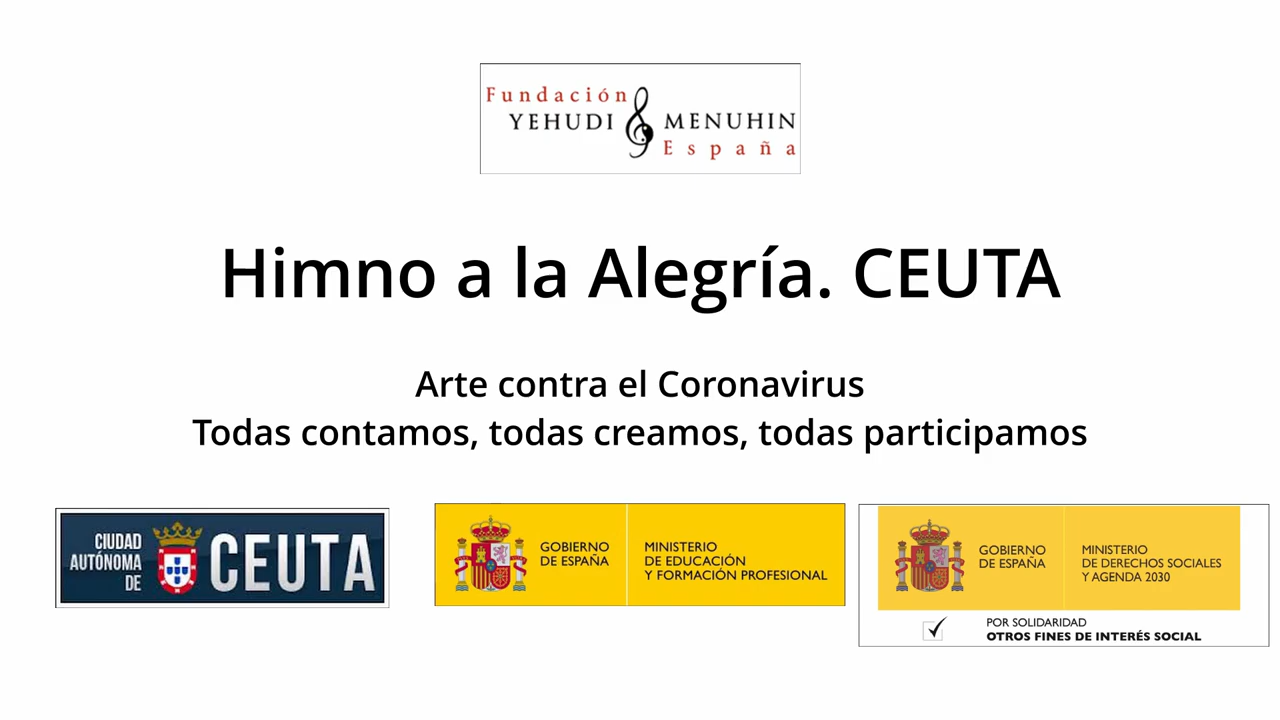 Fundación
YEHUDI MENUHIN
España
Himno a la Alegría. CEUTA
Arte contra el Coronavirus
Todas contamos, todas creamos, todas participamos
CIUDAD
AUTÓNOMA
DE
CEUTA
GOBIERNO
DE ESPAÑA
MINISTERIO
DE EDUCACIÓN
Y FORMACIÓN PROFESIONAL
GOBIERNO
DE ESPAÑA
MINISTERIO
DE DERECHOS SOCIALES
Y AGENDA 2030
POR SOLIDARIDAD
OTROS FINES DE INTERÉS SOCIAL